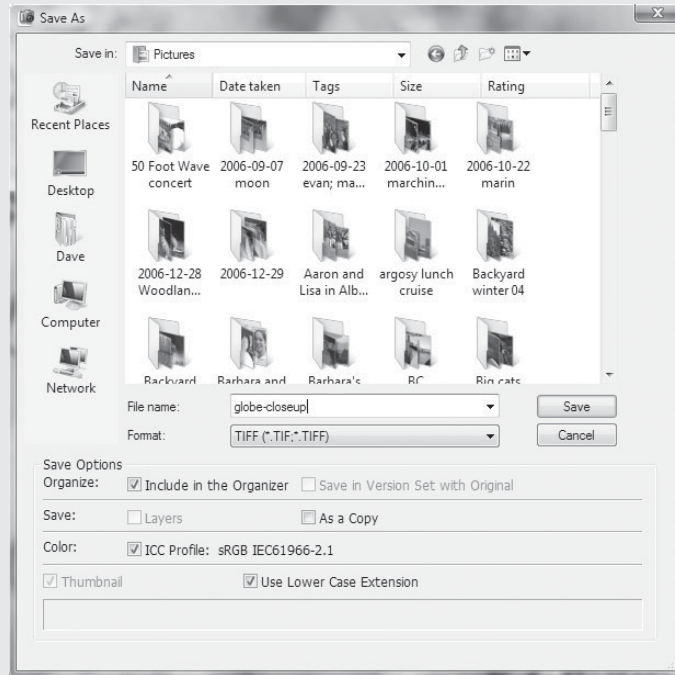 Save As
Save in: Pictures
Name Date taken Tags Size Rating
Recent Places
Desktop
Dave
Computer
Network
50 Foot Wave concert
2006-09-07 moon
2006-09-23 evan; ma...
2006-10-01 marchin...
2006-10-22 marin
2006-12-28 Woodlan...
2006-12-29
Aaron and Lisa in Alb...
argosy lunch cruise
Backyard winter 04
Backyard
Barbara and
Barbara's
BC
Big cats
File name: globe-closeup Save
Format: TIFF (*.TIF;*.TIFF) Cancel
Save Options
Organize: Include in the Organizer Save in Version Set with Original
Save: Layers As a Copy
Color: ICC Profile: sRGB IEC61966-2.1
Thumbnail Use Lower Case Extension